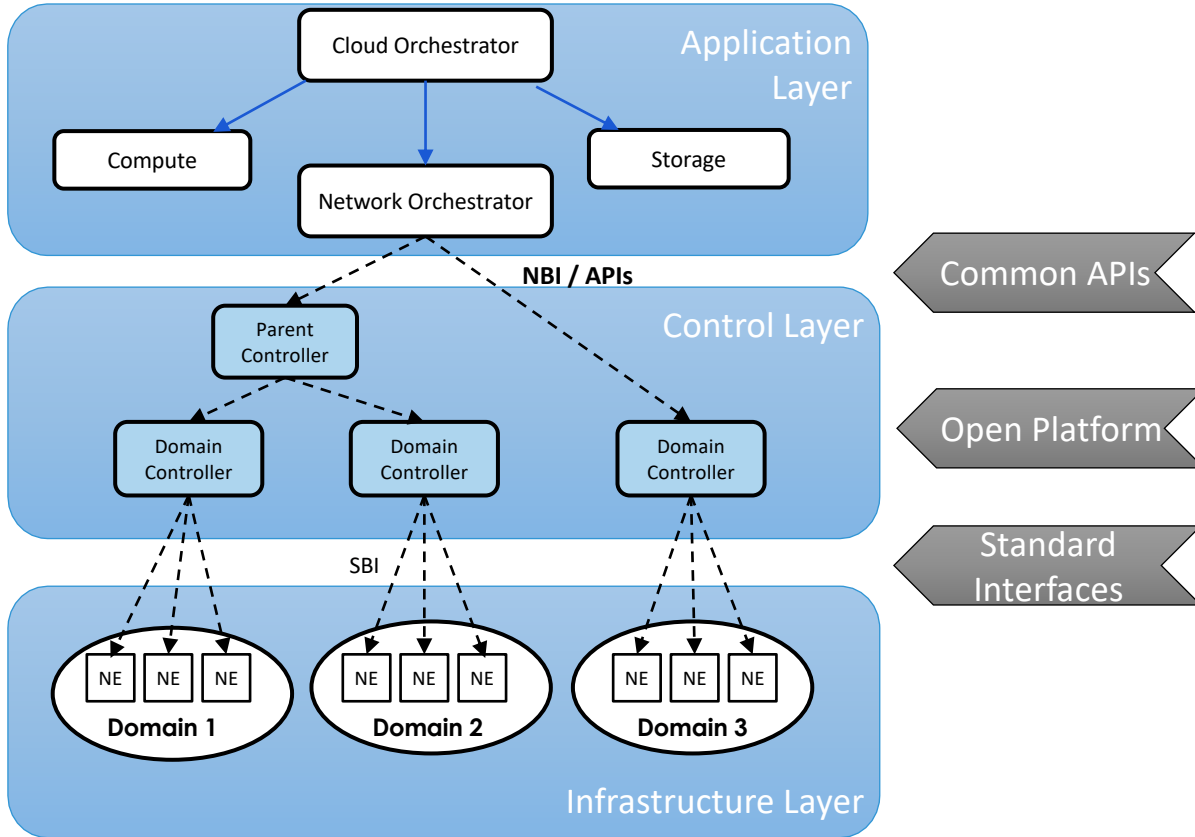 Cloud Orchestrator
Application
Layer
Compute
Storage
Network Orchestrator
NBI / APIs
Common APIs
Control Layer
Parent
Controller
Open Platform
Domain
Controller
Domain
Controller
Domain
Controller
Standard
Interfaces
SBI
NE NE NE
Domain 1
NE NE NE
Domain 2
NE NE NE
Domain 3
Infrastructure Layer